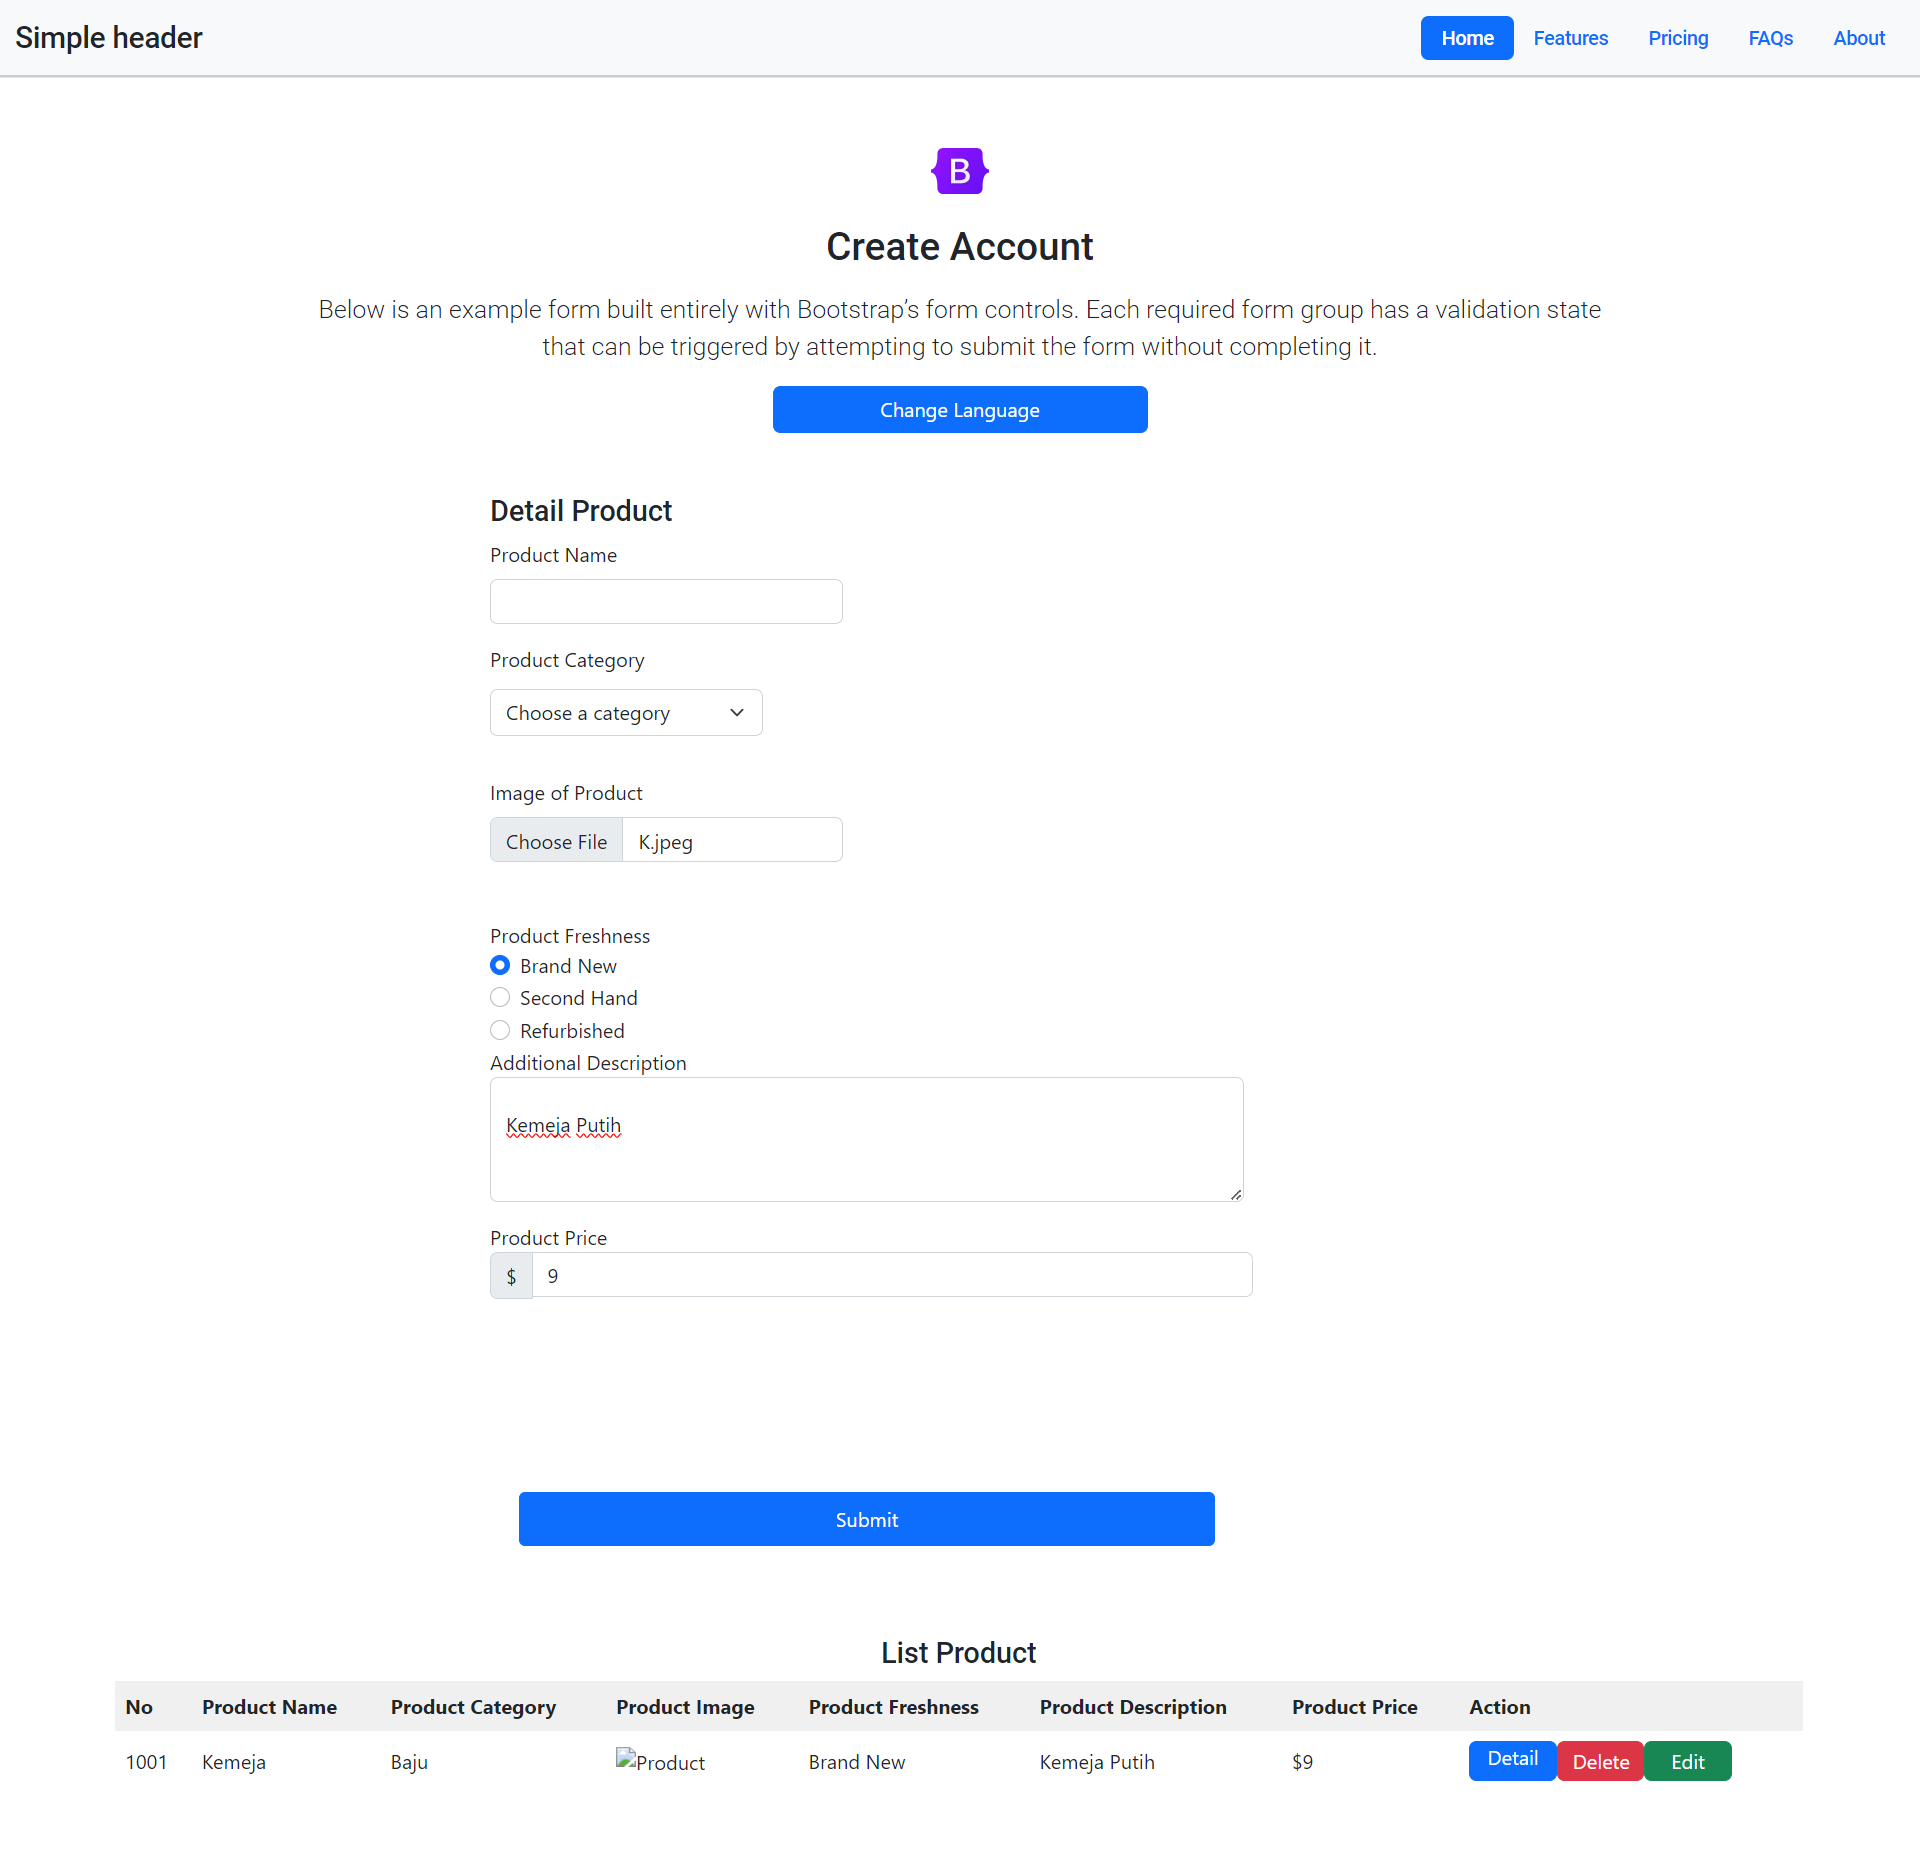 Simple header
Home Features Pricing FAQs About
B
Create Account
Below is an example form built entirely with Bootstrap’s form controls. Each required form group has a validation state
that can be triggered by attempting to submit the form without completing it.
Change Language
Detail Product
Product Name
Product Category
Choose a category
Image of Product
Choose File K.jpeg
Product Freshness
Brand New
Second Hand
Refurbished
Additional Description
Kemeja Putih
Product Price
$ 9
Submit
List Product
No Product Name Product Category Product Image Product Freshness Product Description Product Price Action
1001 Kemeja Baju Product Brand New Kemeja Putih $9 Detail Delete Edit